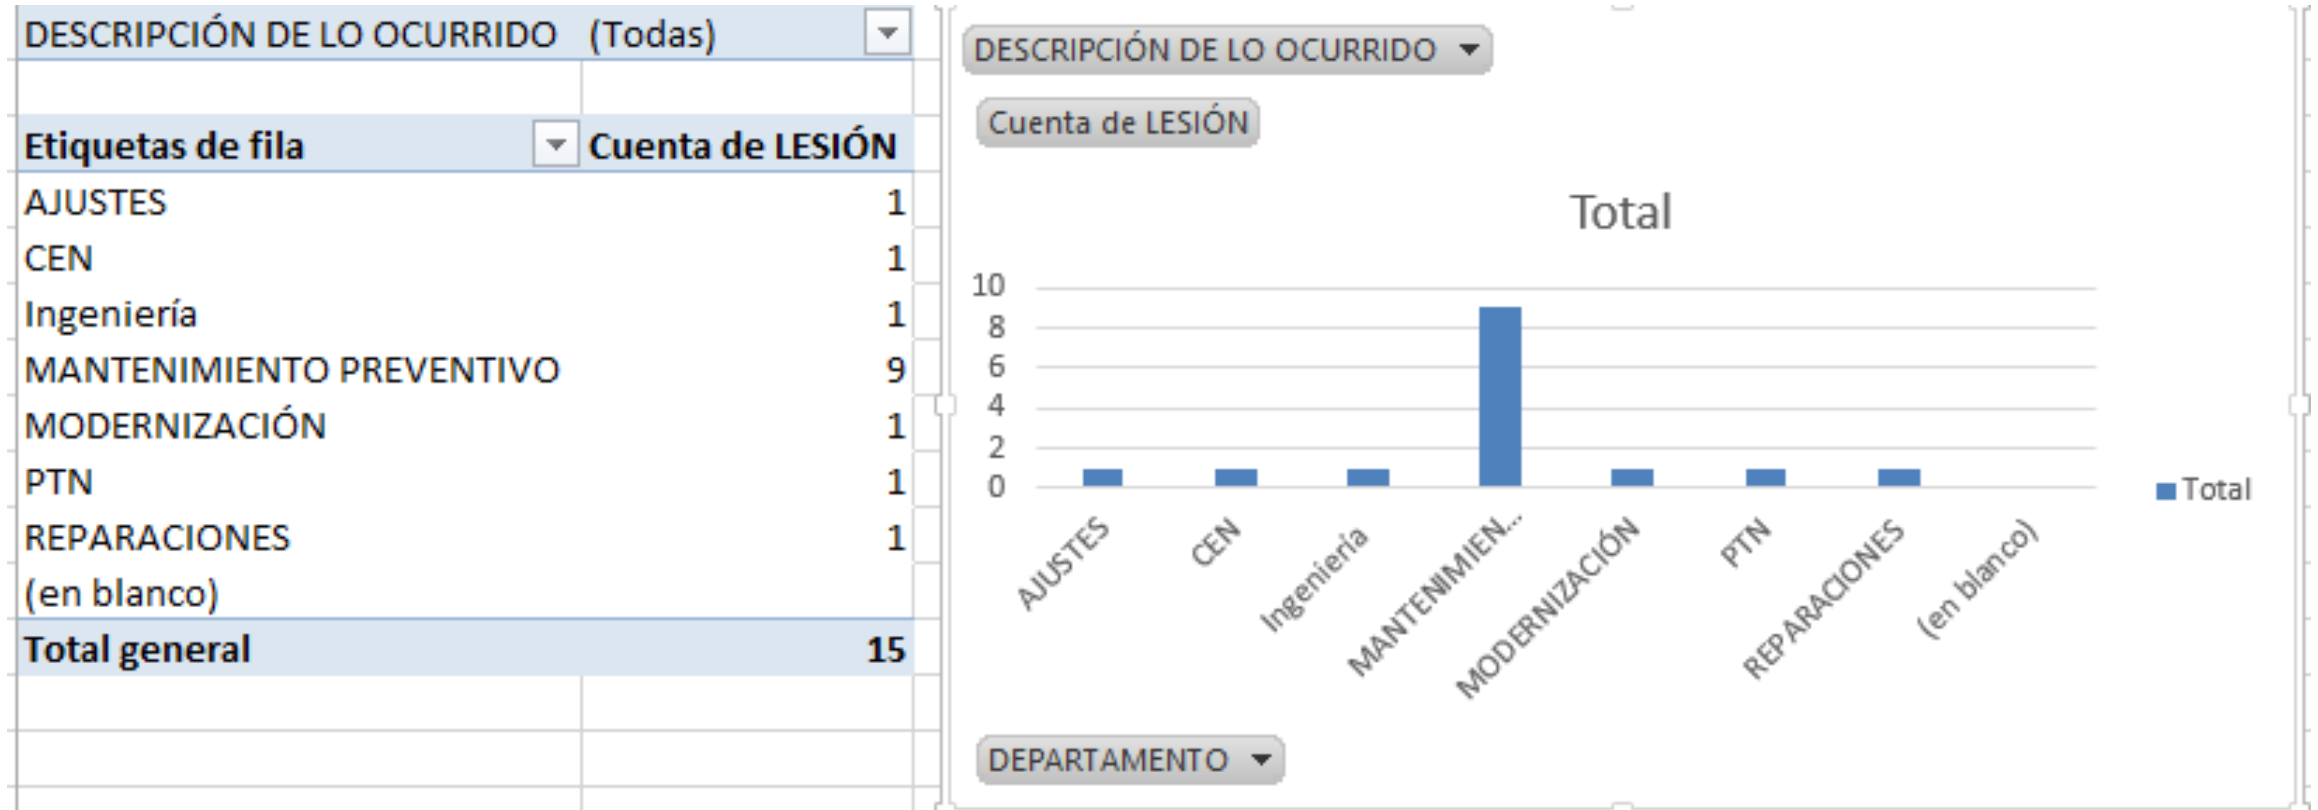 DESCRIPCIÓN DE LO OCURRIDO (Todas)
Etiquetas de fila Cuenta de LESIÓN
AJUSTES 1
CEN 1
Ingeniería 1
MANTENIMIENTO PREVENTIVO 9
MODERNIZACIÓN 1
PTN 1
REPARACIONES 1
(en blanco)
Total general 15
DESCRIPCIÓN DE LO OCURRIDO
Cuenta de LESIÓN
Total
10
8
6
4
2
0
AJUSTES
CEN
Ingeniería
MANTENIMIEN...
MODERNIZACIÓN
PTN
REPARACIONES
(en blanco)
Total
DEPARTAMENTO